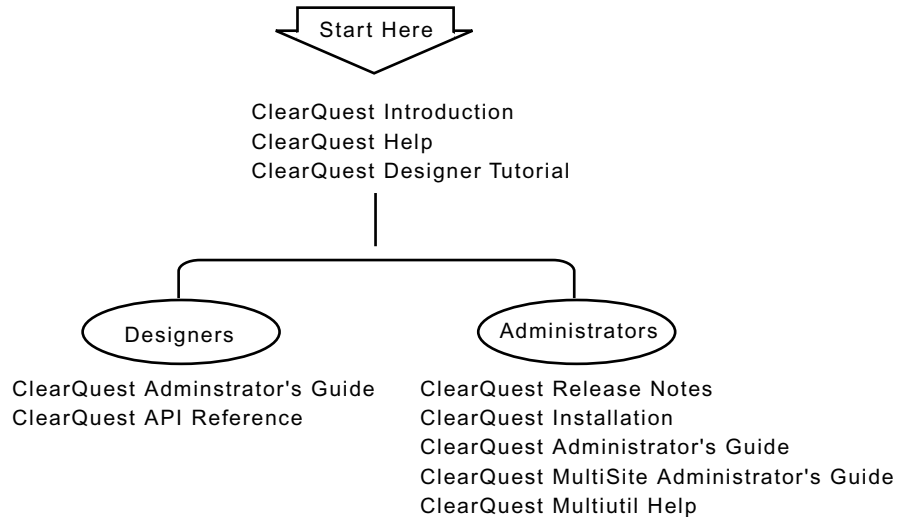 Start Here
ClearQuest Introduction
ClearQuest Help
ClearQuest Designer Tutorial
Designers
ClearQuest Adminstrator's Guide
ClearQuest API Reference
Administrators
ClearQuest Release Notes
ClearQuest Installation
ClearQuest Administrator's Guide
ClearQuest MultiSite Administrator's Guide
ClearQuest Multiutil Help